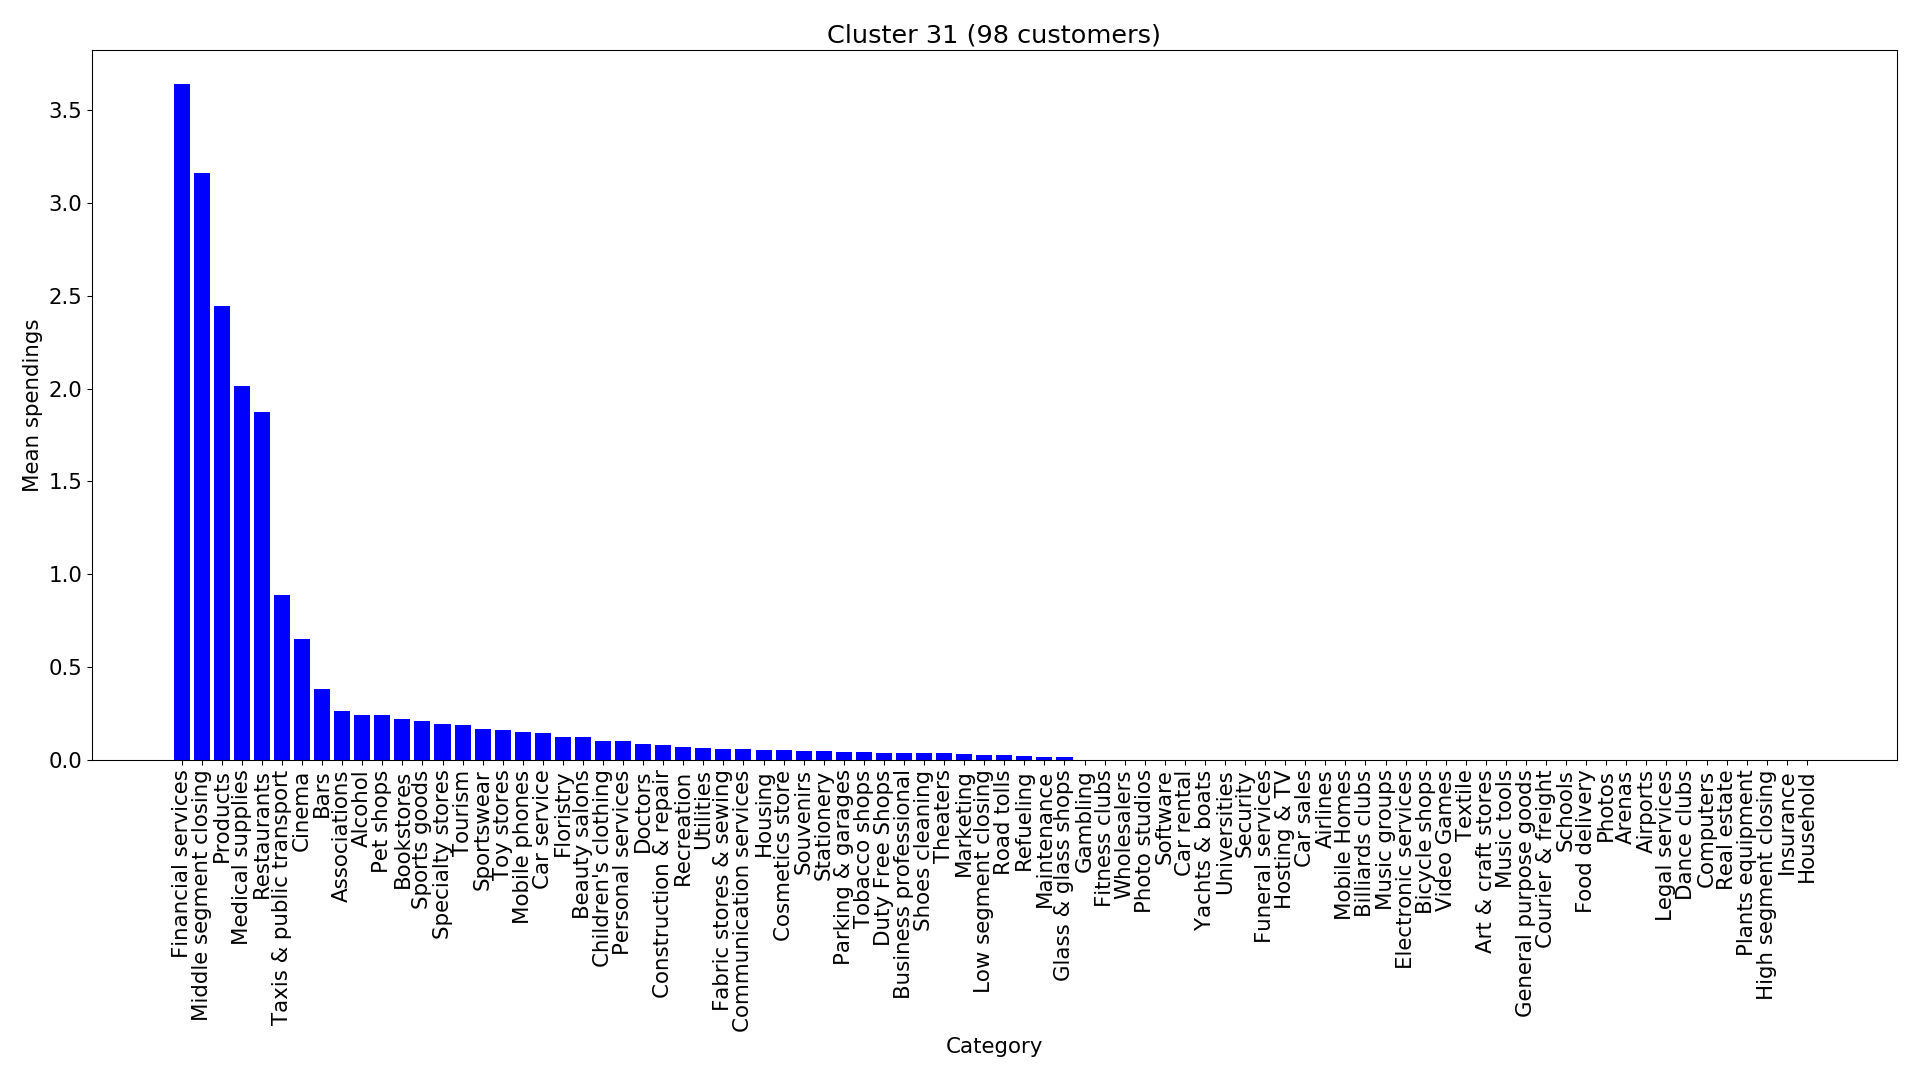 Cluster 31 (98 customers)
Mean spendings
3.5
3.0
2.5
2.0
1.5
1.0
0.5
0.0
Financial services
Middle segment closing
Products
Medical supplies
Restaurants
Taxis & public transport
Cinema
Bars
Associations
Alcohol
Pet shops
Bookstores
Sports goods
Specialty stores
Tourism
Sportswear
Toy stores
Mobile phones
Car service
Floristry
Beauty salons
Children's clothing
Personal services
Doctors
Construction & repair
Recreation
Utilities
Fabric stores & sewing
Communication services
Housing
Cosmetics store
Souvenirs
Stationery
Parking & garages
Tobacco shops
Duty Free Shops
Business professional
Shoes cleaning
Theaters
Marketing
Low segment closing
Road tolls
Refueling
Maintenance
Glass & glass shops
Gambling
Fitness clubs
Wholesalers
Photo studios
Software
Car rental
Yachts & boats
Universities
Security
Funeral services
Hosting & TV
Car sales
Airlines
Mobile Homes
Billiards clubs
Music groups
Electronic services
Bicycle shops
Video Games
Textile
Art & craft stores
Music tools
General purpose goods
Courier & freight
Schools
Food delivery
Photos
Arenas
Airports
Legal services
Dance clubs
Computers
Real estate
Plants equipment
High segment closing
Insurance
Household
Category